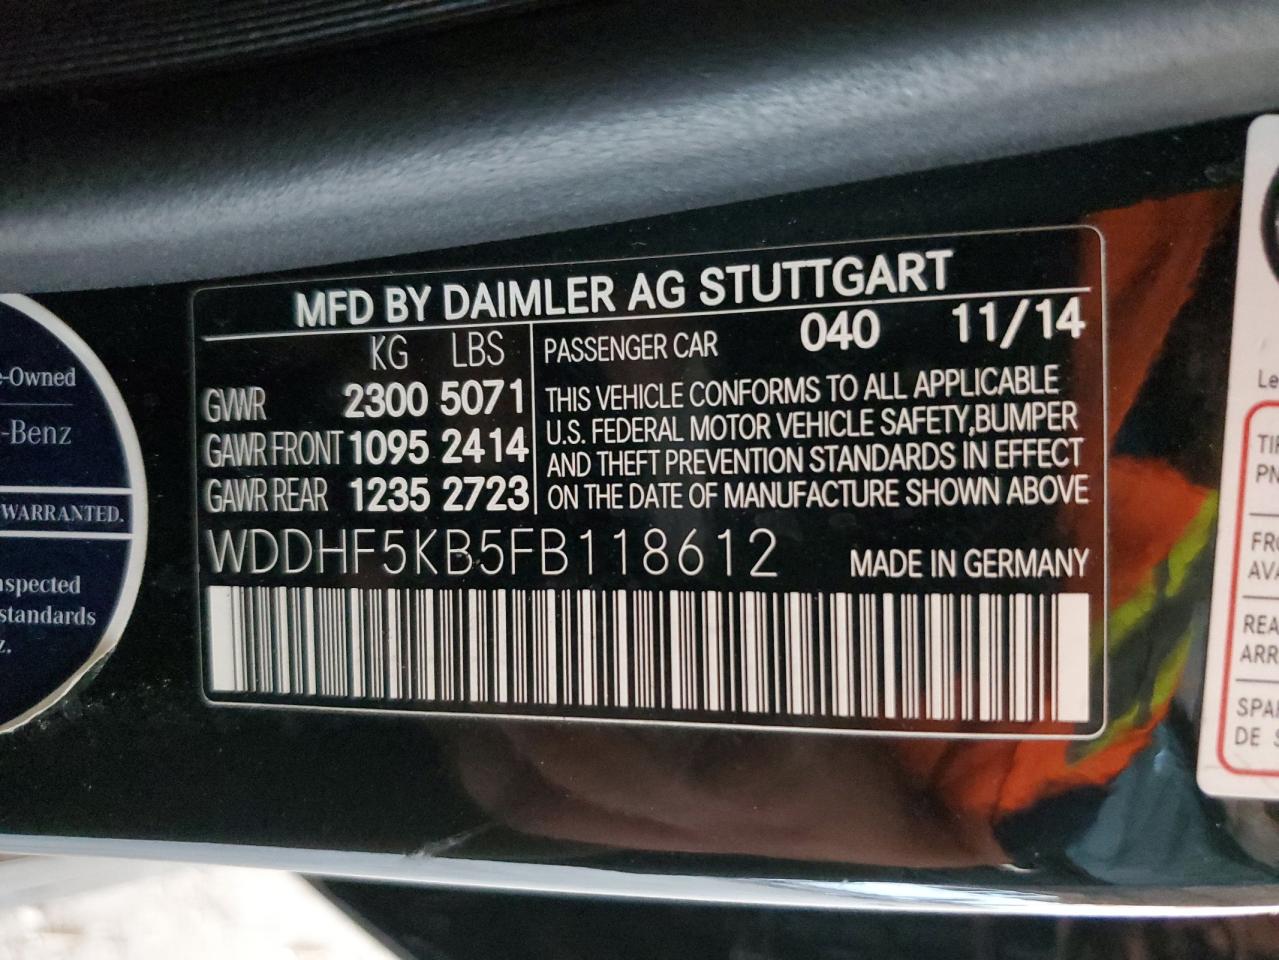 MFD BY DAIMLER AG STUTTGART
KG LBS
GVWR 2300 5071
GAWR FRONT 1095 2414
GAWR REAR 1235 2723
PASSENGER CAR 040 11/14
THIS VEHICLE CONFORMS TO ALL APPLICABLE
U.S. FEDERAL MOTOR VEHICLE SAFETY,BUMPER
AND THEFT PREVENTION STANDARDS IN EFFECT
ON THE DATE OF MANUFACTURE SHOWN ABOVE
WDDHF5KB5FB118612 MADE IN GERMANY
-Owned
-Benz
WARRANTED.
standards